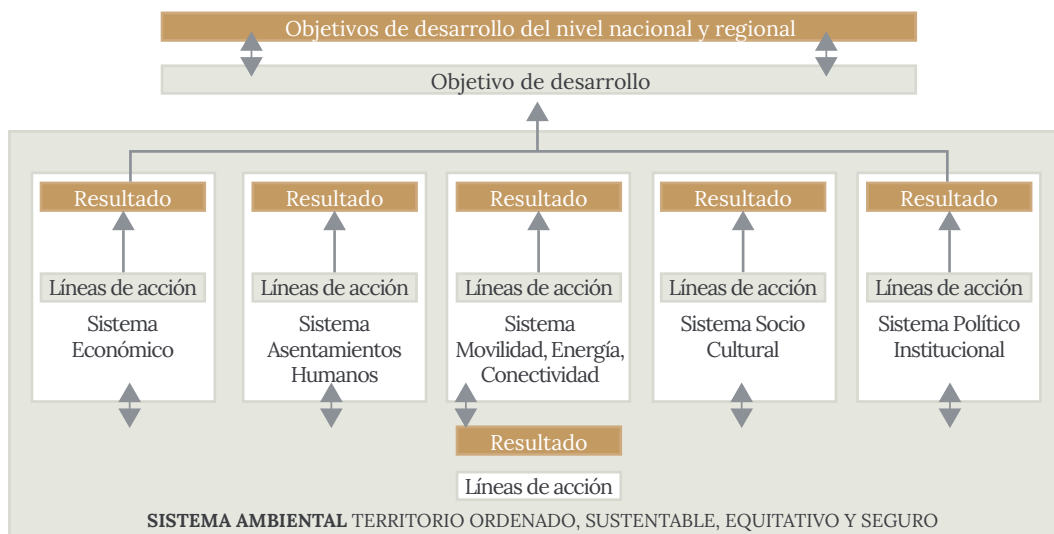 Objetivos de desarrollo del nivel nacional y regional
Objetivo de desarrollo
Resultado
Líneas de acción
Sistema
Económico
Resultado
Líneas de acción
Sistema
Asentamientos
Humanos
Resultado
Líneas de acción
Sistema
Movilidad, Energía,
Conectividad
Resultado
Líneas de acción
Sistema Socio
Cultural
Resultado
Líneas de acción
Sistema Político
Institucional
Resultado
Líneas de acción
SISTEMA AMBIENTAL TERRITORIO ORDENADO, SUSTENTABLE, EQUITATIVO Y SEGURO